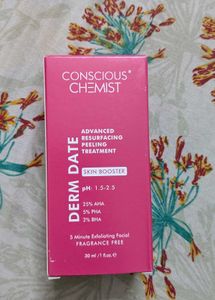 CONSCIOUS
CHEMIST
DERM DATE
ADVANCED
RESURFACING
PEELING
TREATMENT
SKIN BOOSTER
pH: 1.5-2.5
25% AHA
5% PHA
2% BHA
5 Minute Exfoliating Facial
FRAGRANCE FREE
30 ml /1 fl. oz.